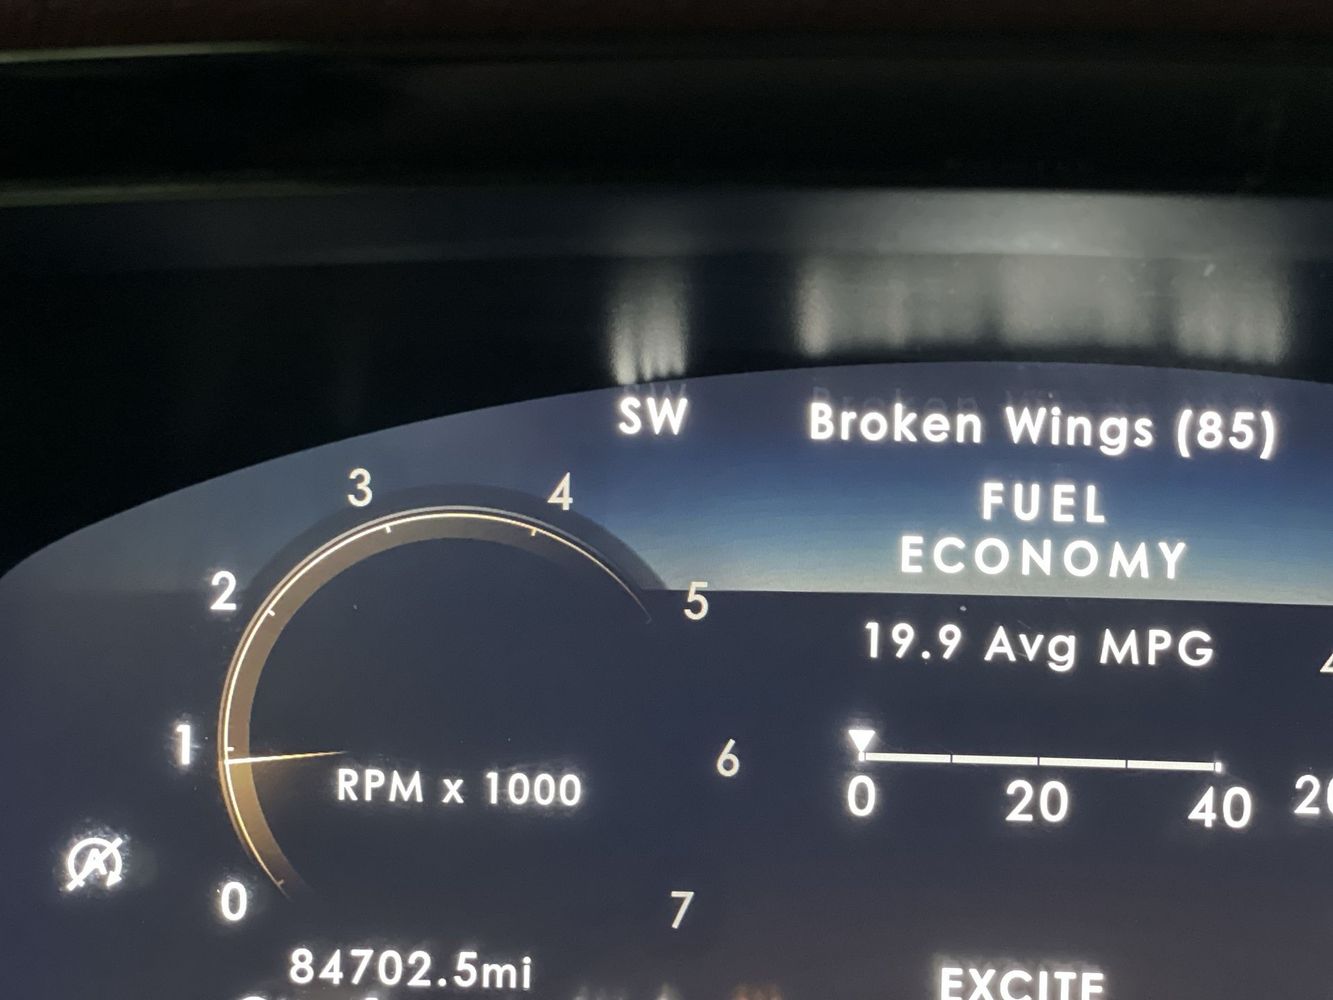 SW
Broken Wings (85)
FUEL
ECONOMY
19.9 Avg MPG
3
4
2
5
1
6
0
7
RPM x 1000
0
20
40
84702.5mi
EXCITE